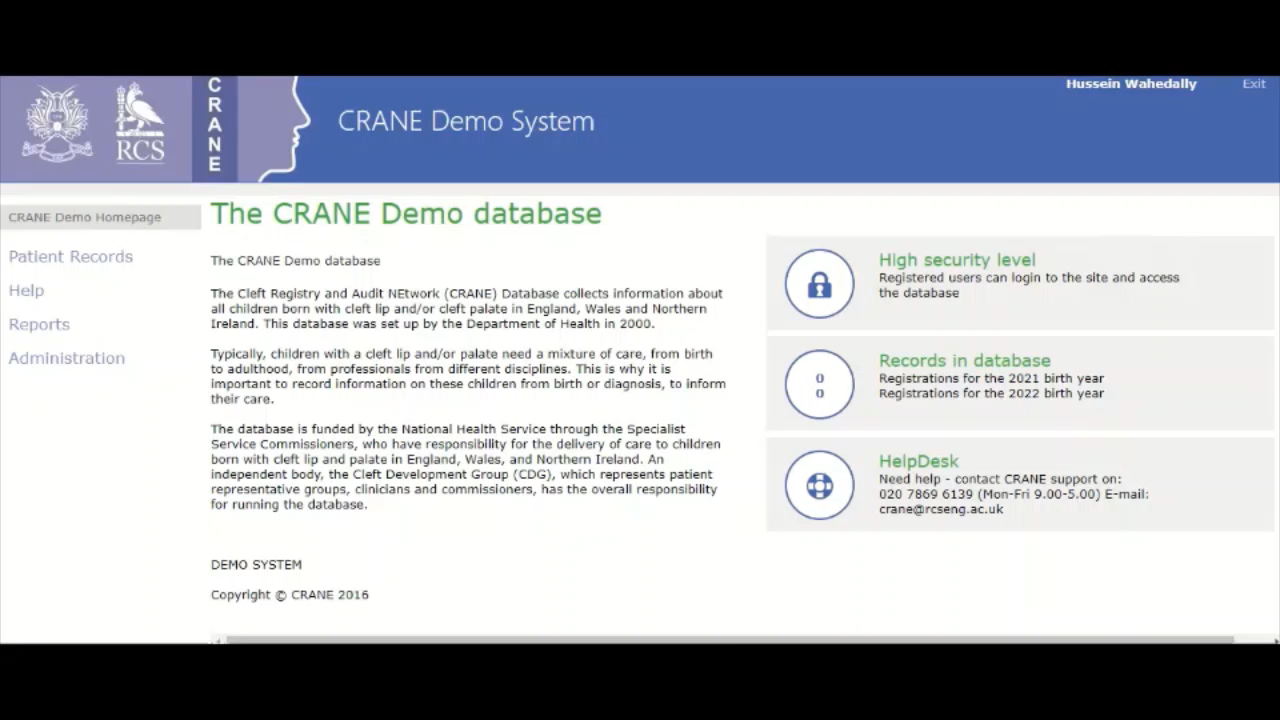 CRANE
RCS
CRANE Demo System
Hussein Wahedally
Exit
CRANE Demo Homepage
Patient Records
Help
Reports
Administration
The CRANE Demo database
The CRANE Demo database
The Cleft Registry and Audit NEtwork (CRANE) Database collects information about
all children born with cleft lip and/or cleft palate in England, Wales and Northern
Ireland. This database was set up by the Department of Health in 2000.
Typically, children with a cleft lip and/or palate need a mixture of care, from birth
to adulthood, from professionals from different disciplines. This is why it is
important to record information on these children from birth or diagnosis, to inform
their care.
The database is funded by the National Health Service through the Specialist
Service Commissioners, who have responsibility for the delivery of care to children
born with cleft lip and palate in England, Wales, and Northern Ireland. An
independent body, the Cleft Development Group (CDG), which represents patient
representative groups, clinicians and commissioners, has the overall responsibility
for running the database.
DEMO SYSTEM
Copyright © CRANE 2016
High security level
Registered users can login to the site and access
the database
Records in database
0 Registrations for the 2021 birth year
0 Registrations for the 2022 birth year
HelpDesk
Need help - contact CRANE support on:
020 7869 6139 (Mon-Fri 9.00-5.00) E-mail:
crane@rcseng.ac.uk